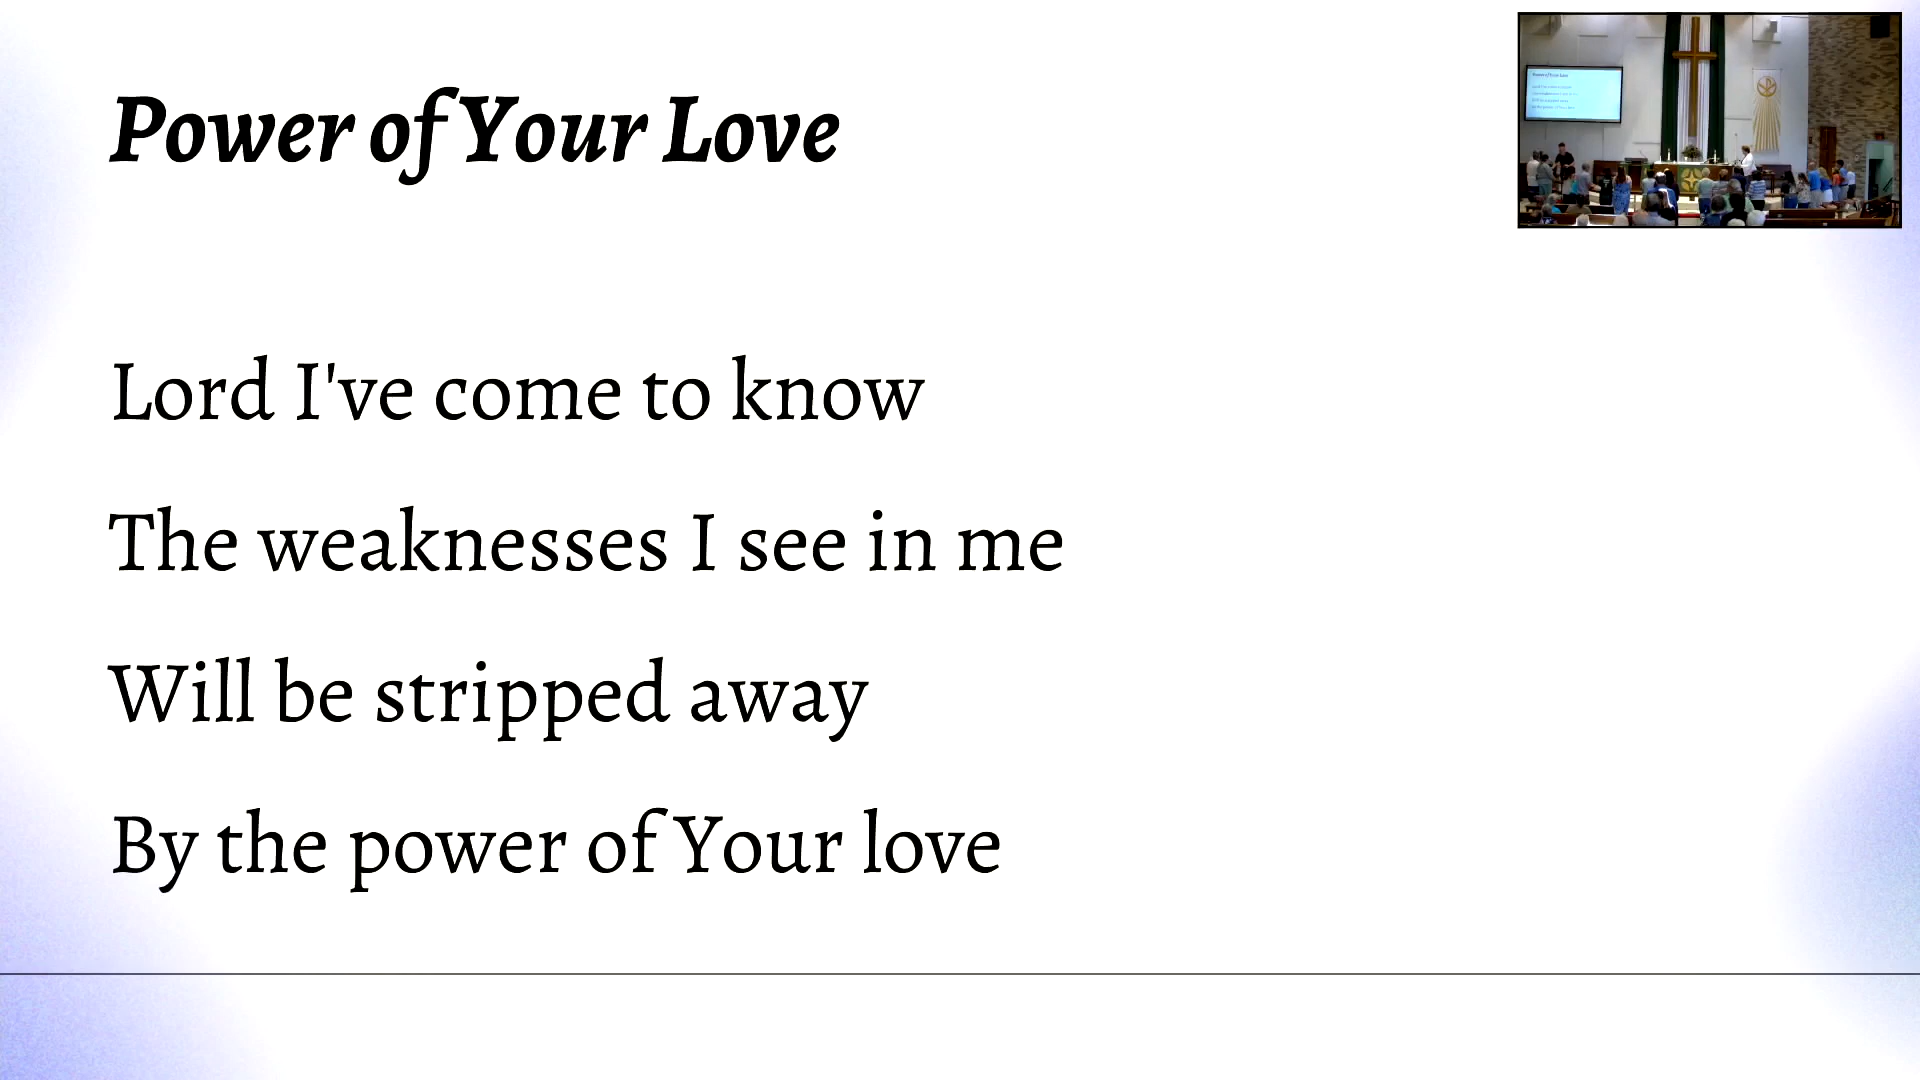 Power of Your Love
Lord I've come to know
The weaknesses I see in me
Will be stripped away
By the power of Your love